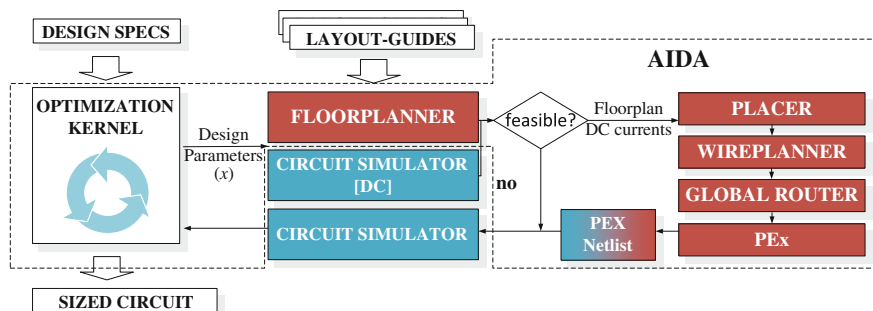 DESIGN SPECS
LAYOUT-GUIDES
AIDA
OPTIMIZATION
KERNEL
Design
Parameters
(x)
FLOORPLANNER
CIRCUIT SIMULATOR
[DC]
CIRCUIT SIMULATOR
feasible?
no
Floorplan
DC currents
PLACER
WIREPLANNER
GLOBAL ROUTER
PEx
PEX
Netlist
SIZED CIRCUIT